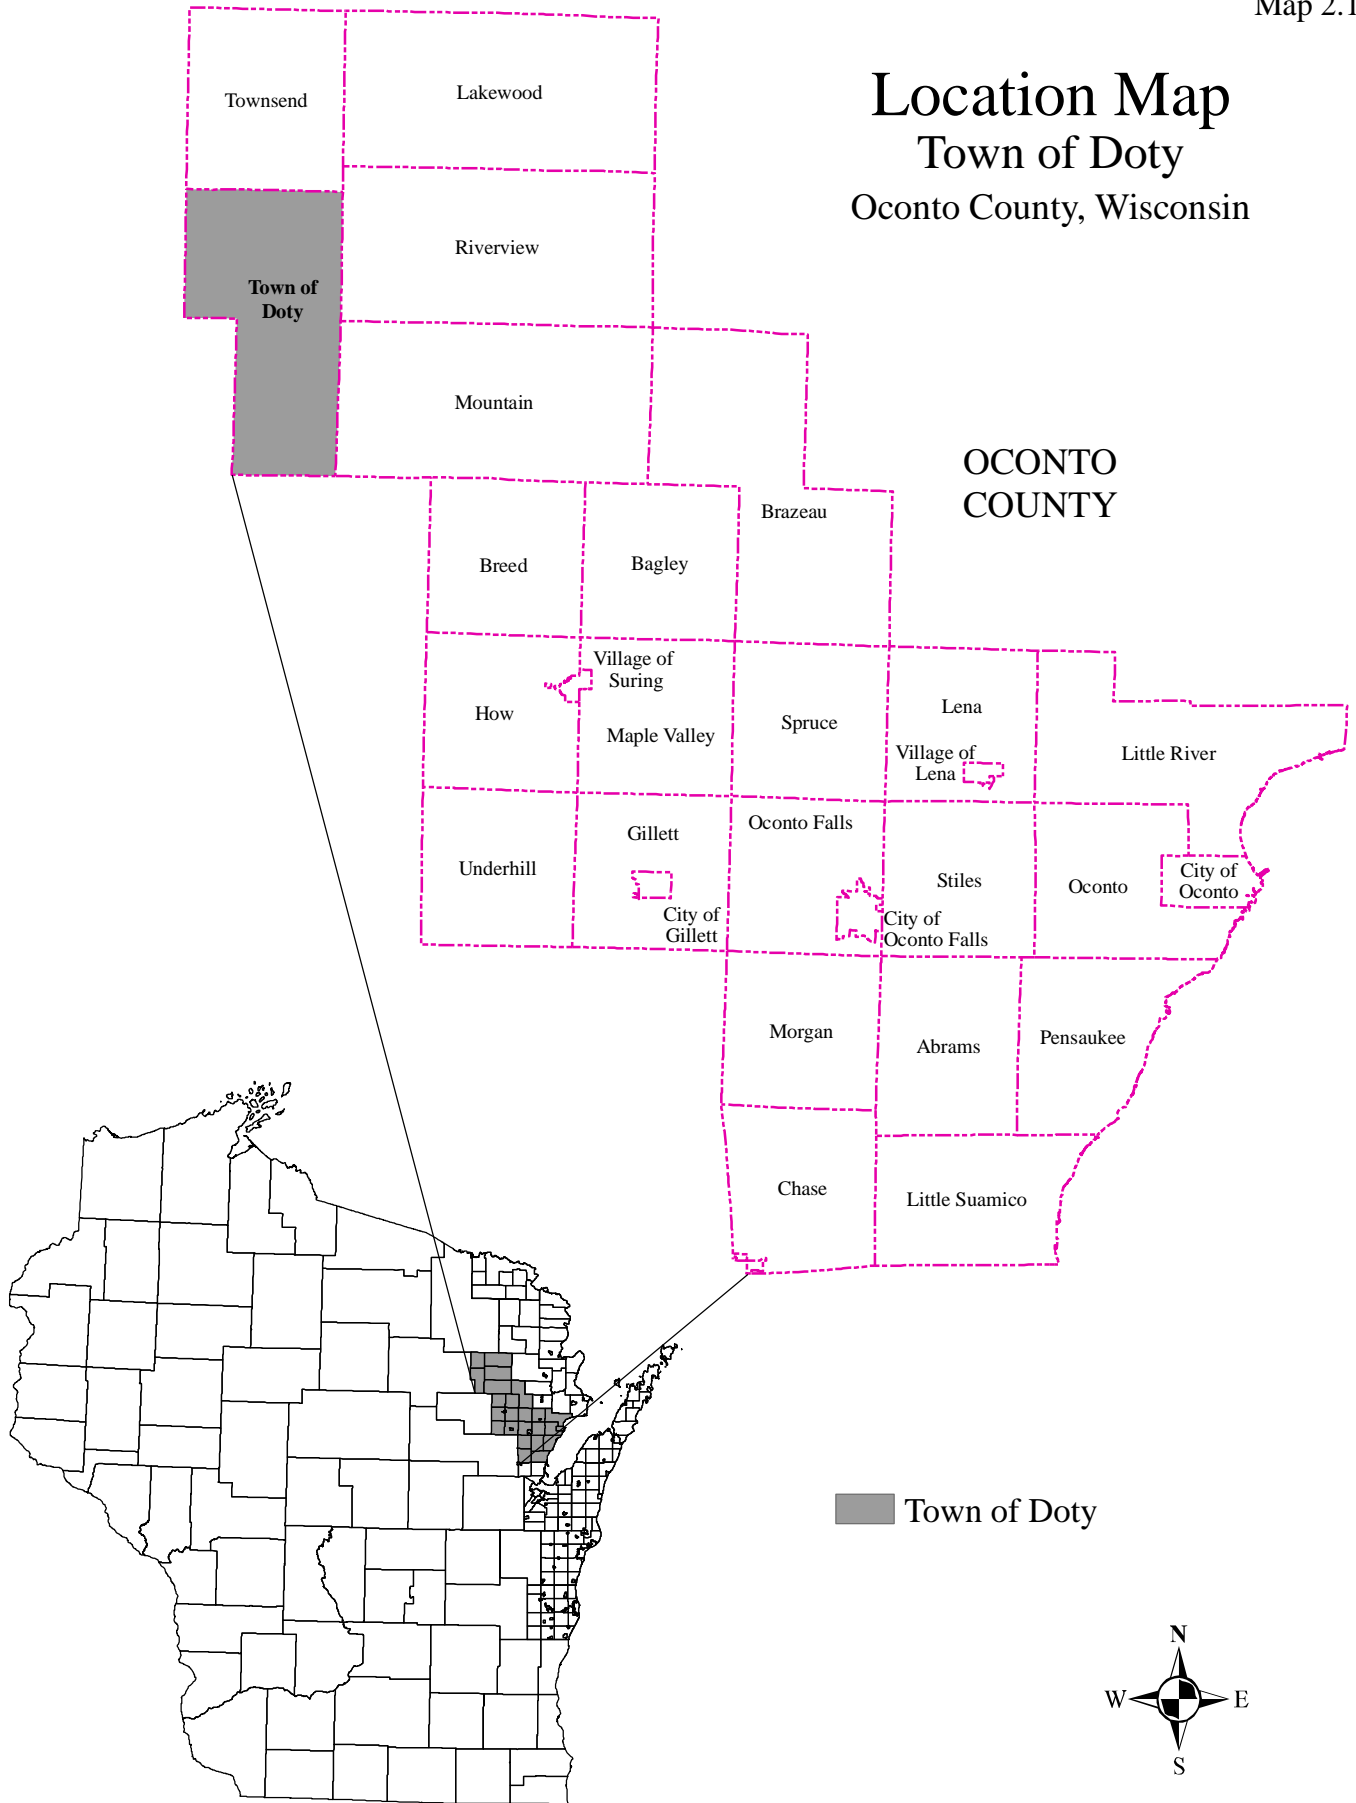 Map 2.1
Location Map
Town of Doty
Oconto County, Wisconsin
Townsend
Lakewood
Riverview
Town of
Doty
Mountain
OCONTO
COUNTY
Brazeau
Breed
Bagley
Village of
Suring
How
Maple Valley
Spruce
Lena
Village of
Lena
Little River
Gillett
Oconto Falls
Underhill
Stiles
Oconto
City of
Oconto
City of
Gillett
City of
Oconto Falls
Morgan
Abrams
Pensaukee
Chase
Little Suamico
Town of Doty
N
W
E
S